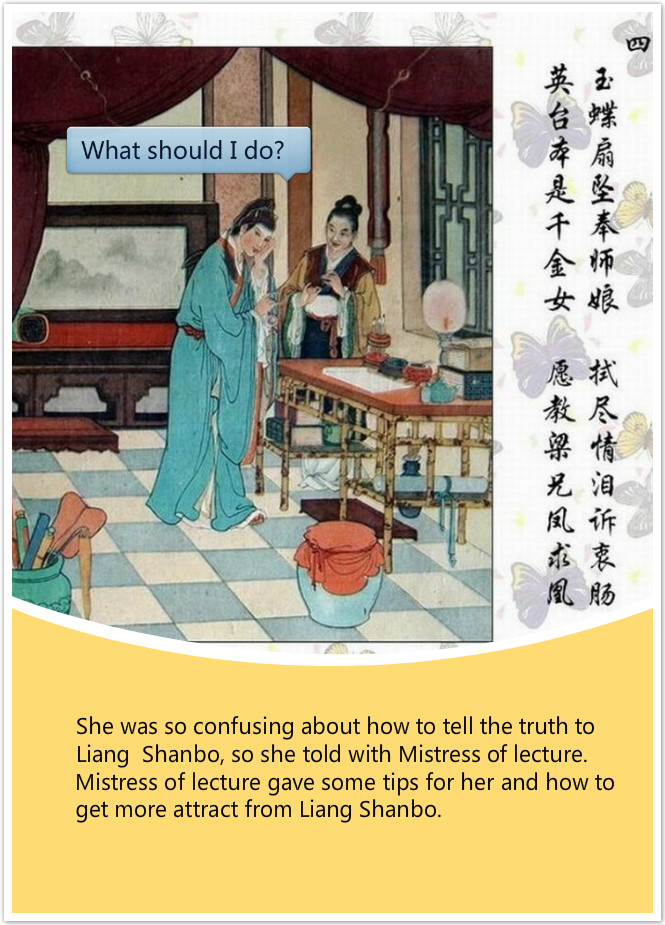 四
玉蝶扇坠奉师娘 拭尽情泪诉衷肠
英台本是千金女 愿教梁兄凤求凰
What should I do?
She was so confusing about how to tell the truth to
Liang  Shanbo, so she told with Mistress of lecture.
Mistress of lecture gave some tips for her and how to
get more attract from Liang Shanbo.